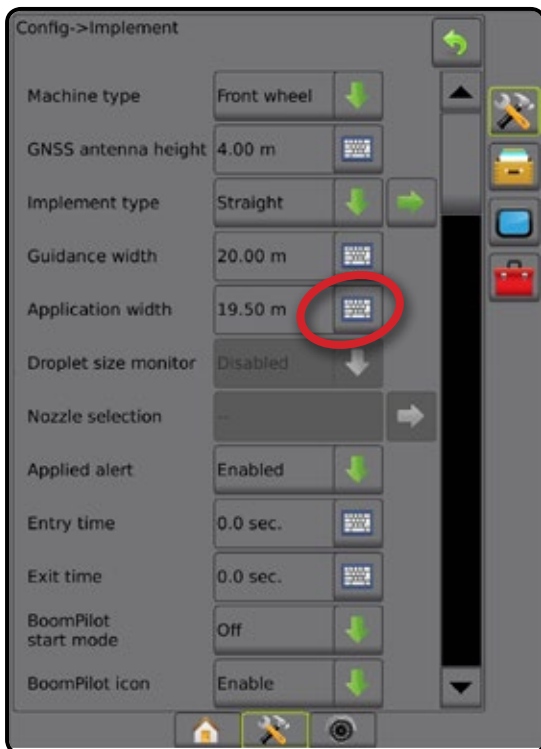 Config->Implement
Machine type Front wheel
GNSS antenna height 4.00 m
Implement type Straight
Guidance width 20.00 m
Application width 19.50 m
Droplet size monitor Disabled
Nozzle selection --
Applied alert Enabled
Entry time 0.0 sec.
Exit time 0.0 sec.
BoomPilot
start mode Off
BoomPilot icon Enable